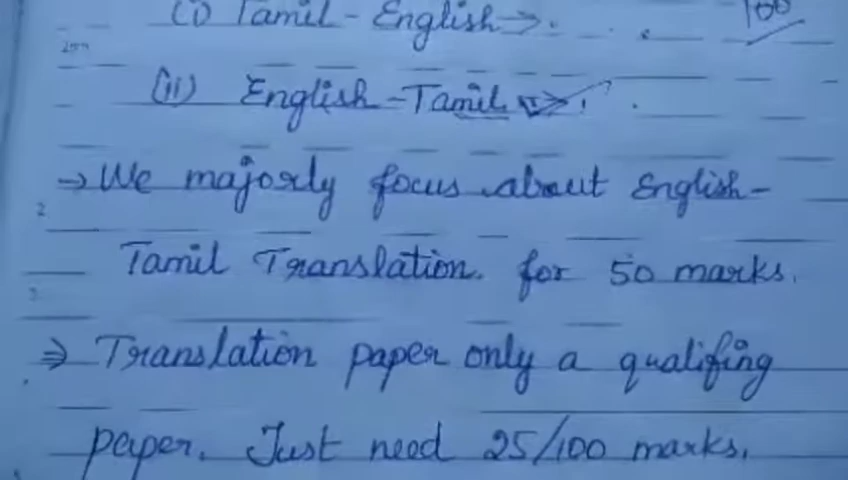 (i) Tamil - English →.
100
(ii) English - Tamil
→ We majorly focus about English -
Tamil Translation. for 50 marks.
⇒ Translation paper only a qualifing
paper. Just need 25/100 marks.